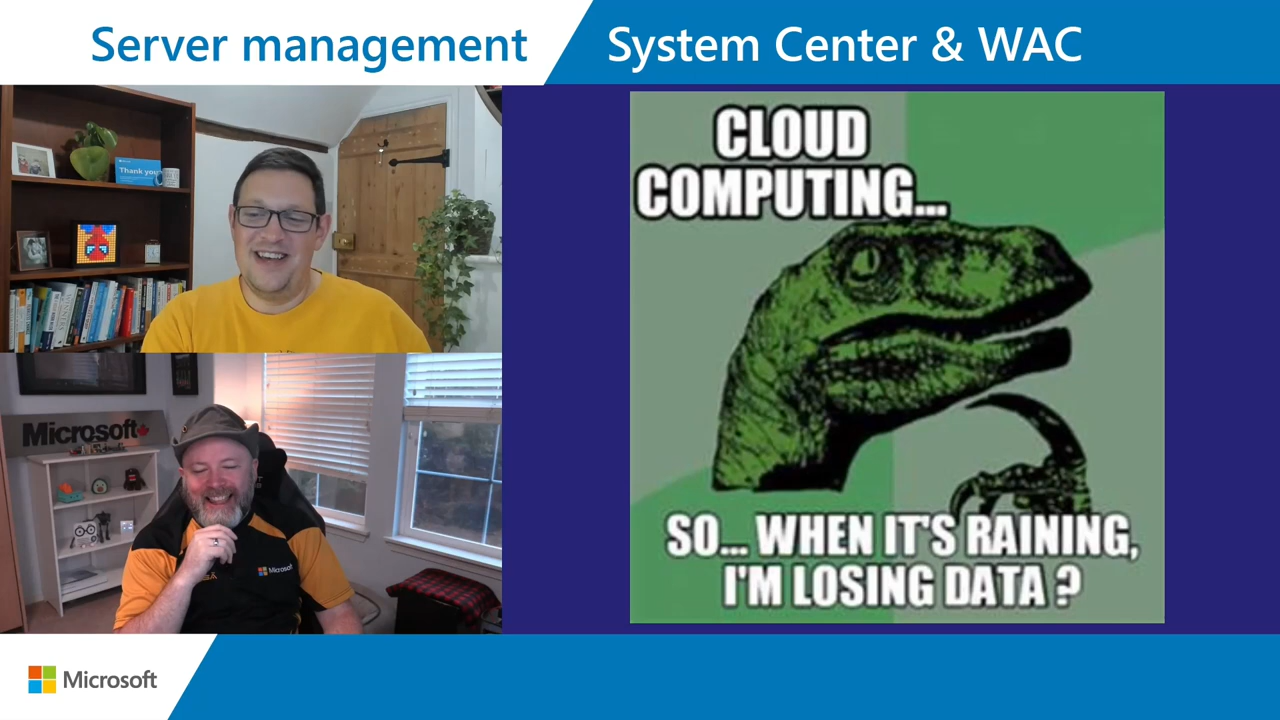 Server management
System Center & WAC
Thank you
Microsoft
Microsoft
CLOUD
COMPUTING...
SO... WHEN IT'S RAINING,
I'M LOSING DATA ?
Microsoft